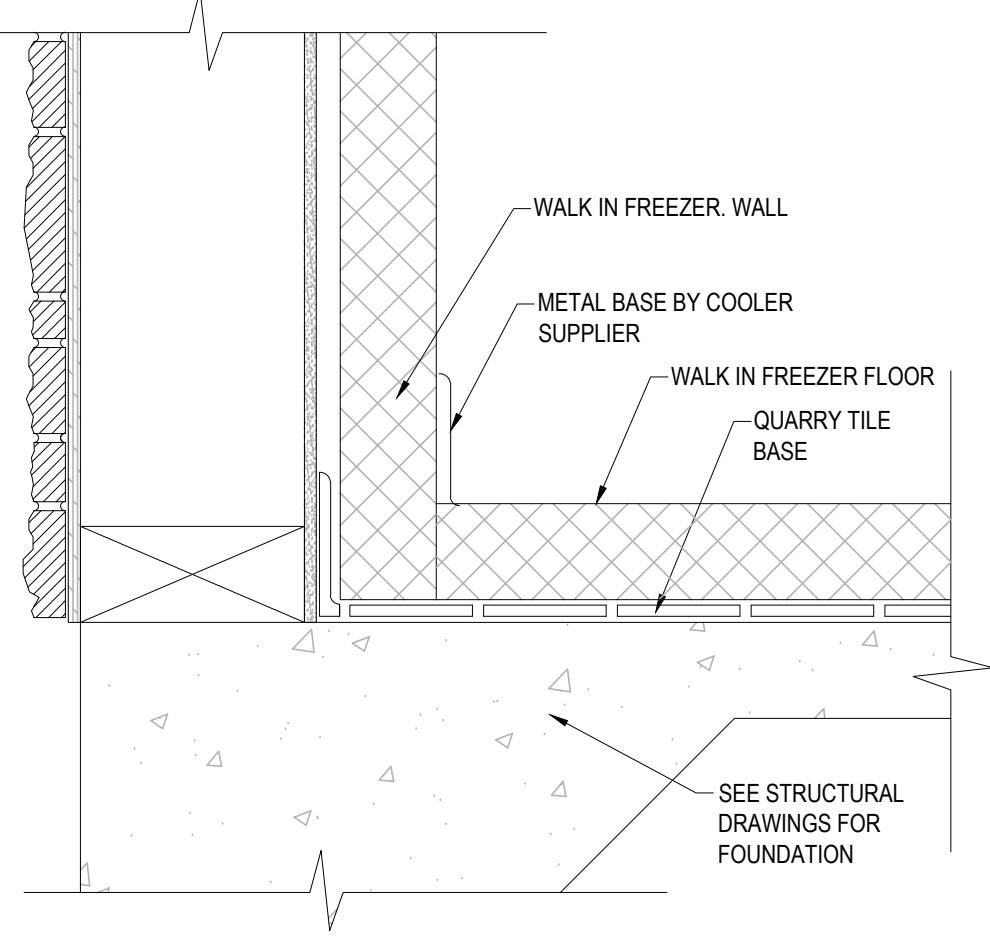 WALK IN FREEZER. WALL
METAL BASE BY COOLER
SUPPLIER
WALK IN FREEZER FLOOR
QUARRY TILE
BASE
SEE STRUCTURAL
DRAWINGS FOR
FOUNDATION